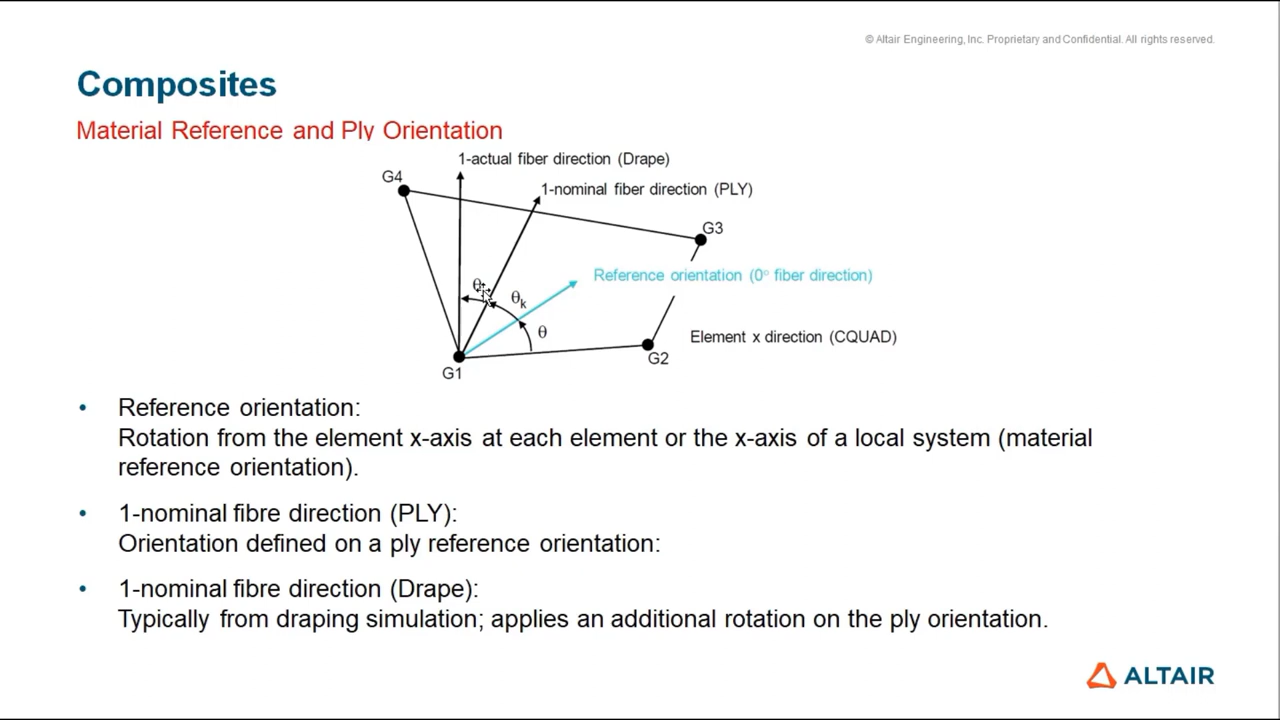 © Altair Engineering, Inc. Proprietary and Confidential. All rights reserved.
Composites
Material Reference and Ply Orientation
1-actual fiber direction (Drape)
G4
1-nominal fiber direction (PLY)
G3
Reference orientation (0° fiber direction)
θ
θk
θ
Element x direction (CQUAD)
G2
G1
• Reference orientation:
Rotation from the element x-axis at each element or the x-axis of a local system (material
reference orientation).
• 1-nominal fibre direction (PLY):
Orientation defined on a ply reference orientation:
• 1-nominal fibre direction (Drape):
Typically from draping simulation; applies an additional rotation on the ply orientation.
ALTAIR